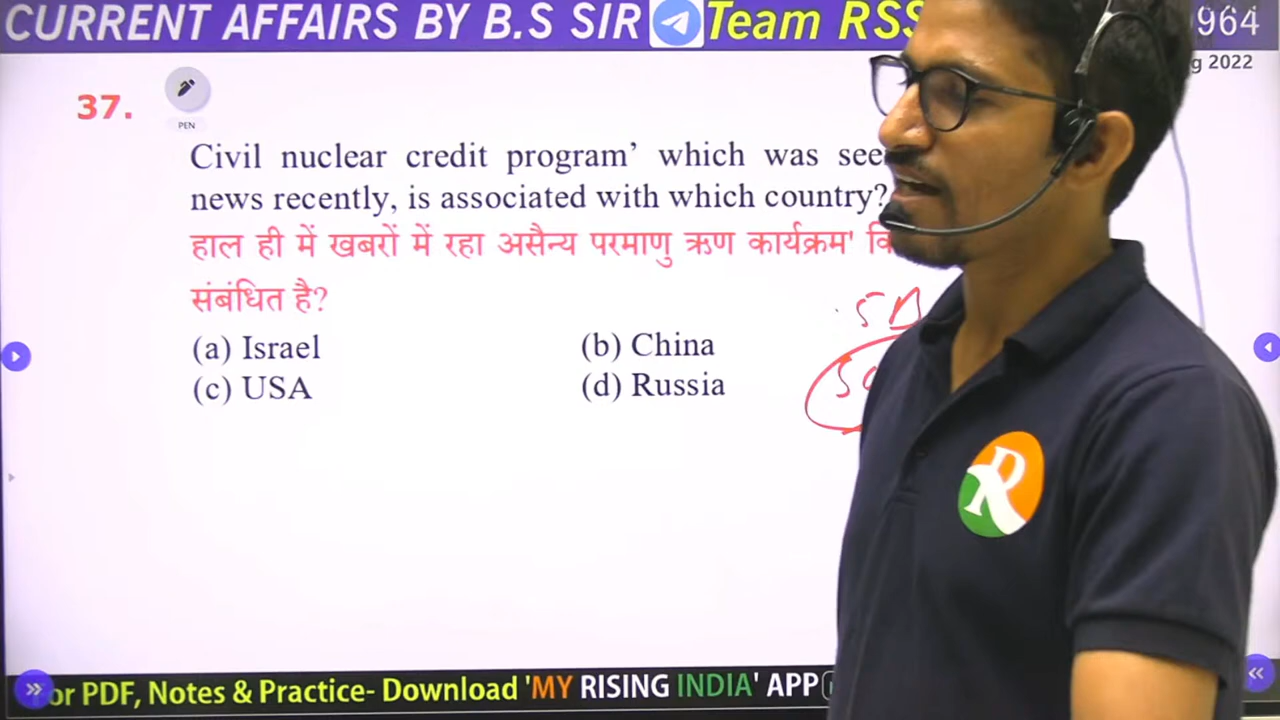 CURRENT AFFAIRS BY B.S SIR Team RSS
964
2022
37.
PEN
Civil nuclear credit program’ which was
news recently, is associated with which country?
हाल ही में खबरों में रहा असैन्य परमाणु ऋण कार्यक्रम'
संबंधित है?
(a) Israel (b) China
(c) USA (d) Russia
R
or PDF, Notes & Practice- Download 'MY RISING INDIA' APP